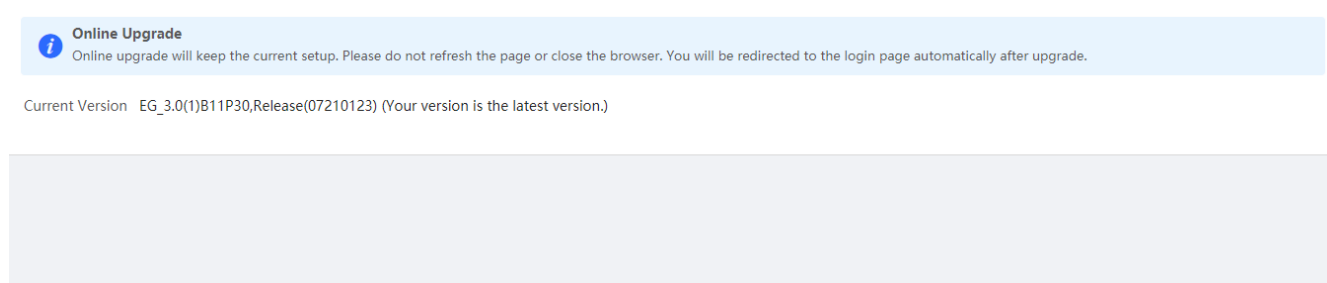 Online Upgrade
Online upgrade will keep the current setup. Please do not refresh the page or close the browser. You will be redirected to the login page automatically after upgrade.
Current Version EG_3.0(1)B11P30,Release(07210123) (Your version is the latest version.)